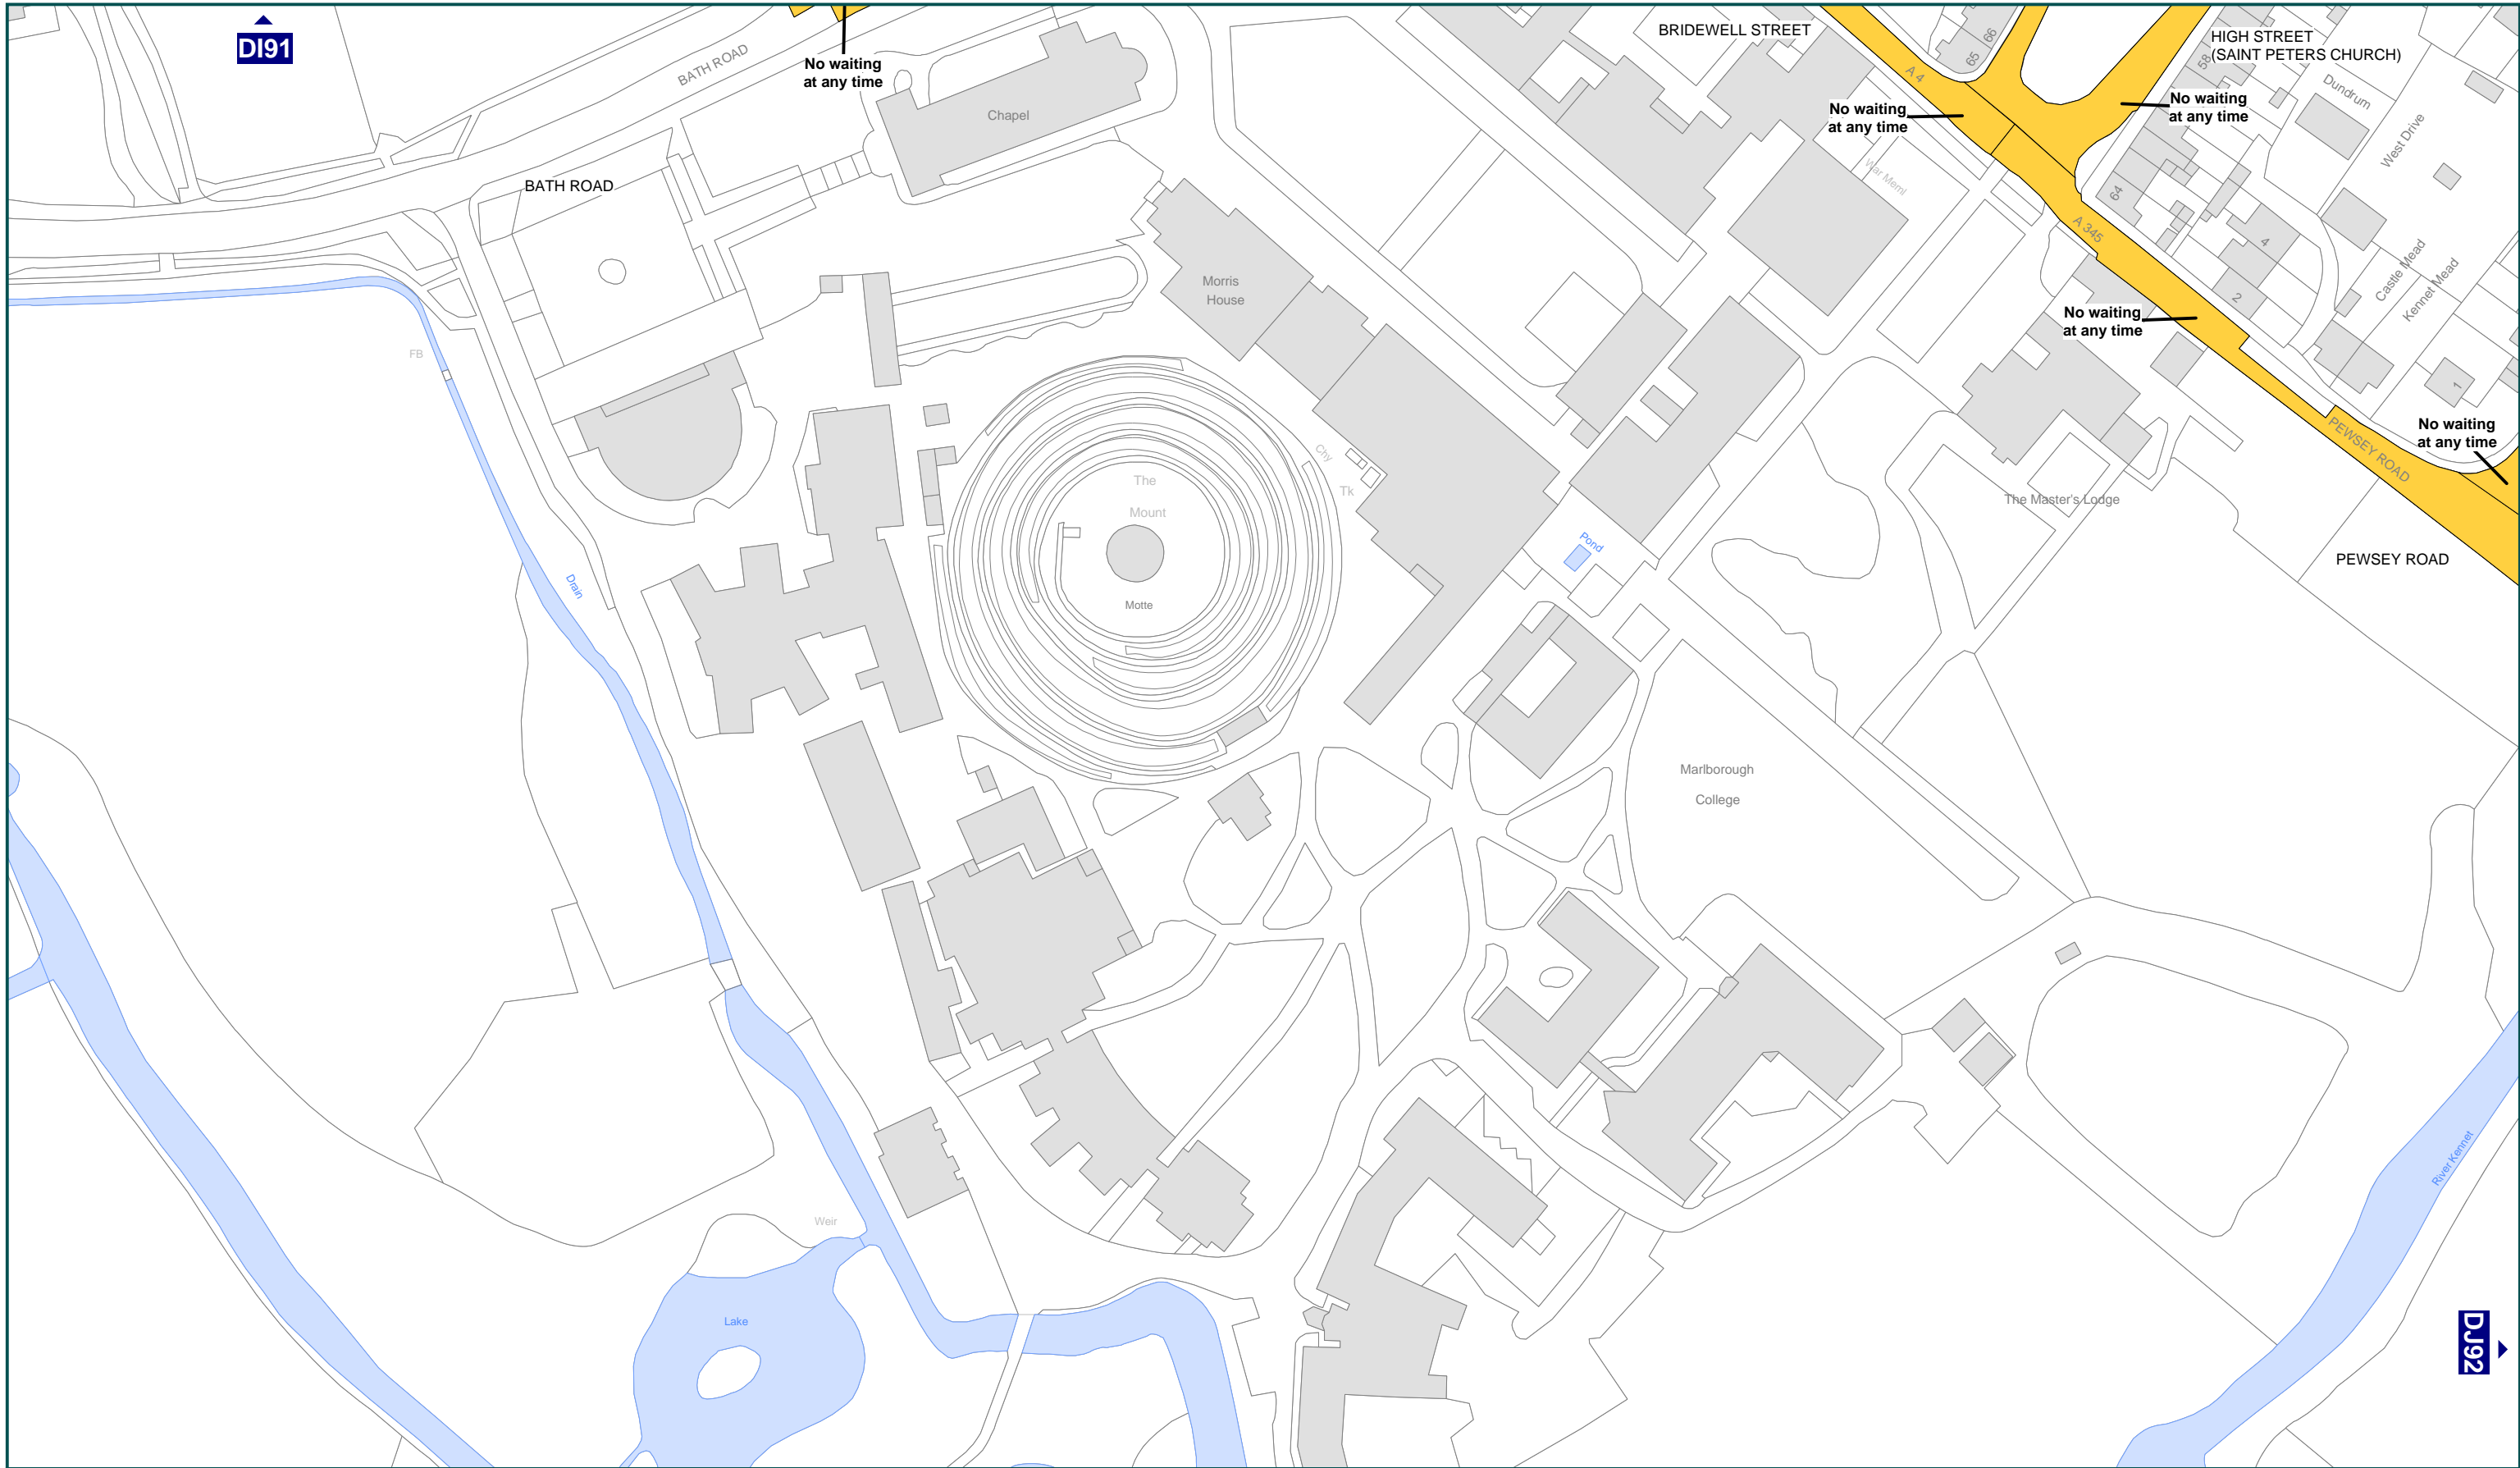 DI91
BATH ROAD
No waiting
at any time
Chapel
BATH ROAD
BRIDEWELL STREET
A 4
65
66
HIGH STREET
(SAINT PETERS CHURCH)
58
Dundrum
West Drive
No waiting
at any time
No waiting
at any time
War Meml
64
A 345
4
2
Castle Mead
Kennet Mead
Morris
House
No waiting
at any time
FB
1
No waiting
at any time
PEWSEY ROAD
Chy
Tk
The
Mount
The Master's Lodge
Pond
PEWSEY ROAD
Drain
Motte
Marlborough
College
River Kennet
Weir
Lake
DJ92